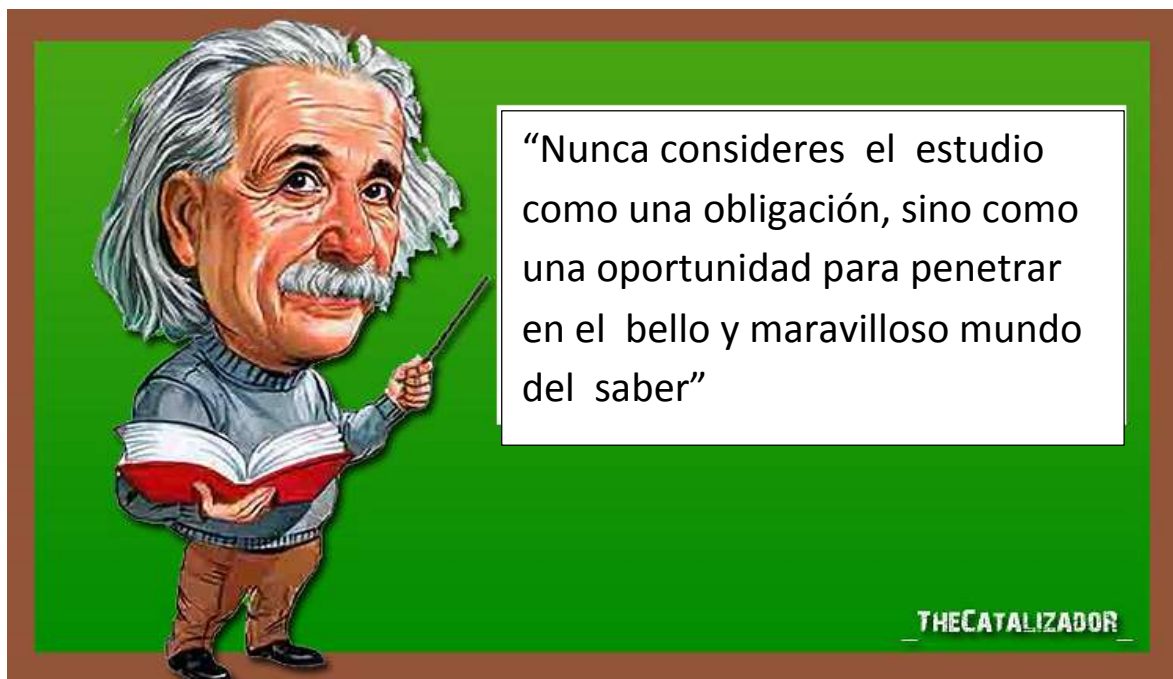 “Nunca consideres el estudio
como una obligación, sino como
una oportunidad para penetrar
en el bello y maravilloso mundo
del saber”
_THECATALIZADOR_